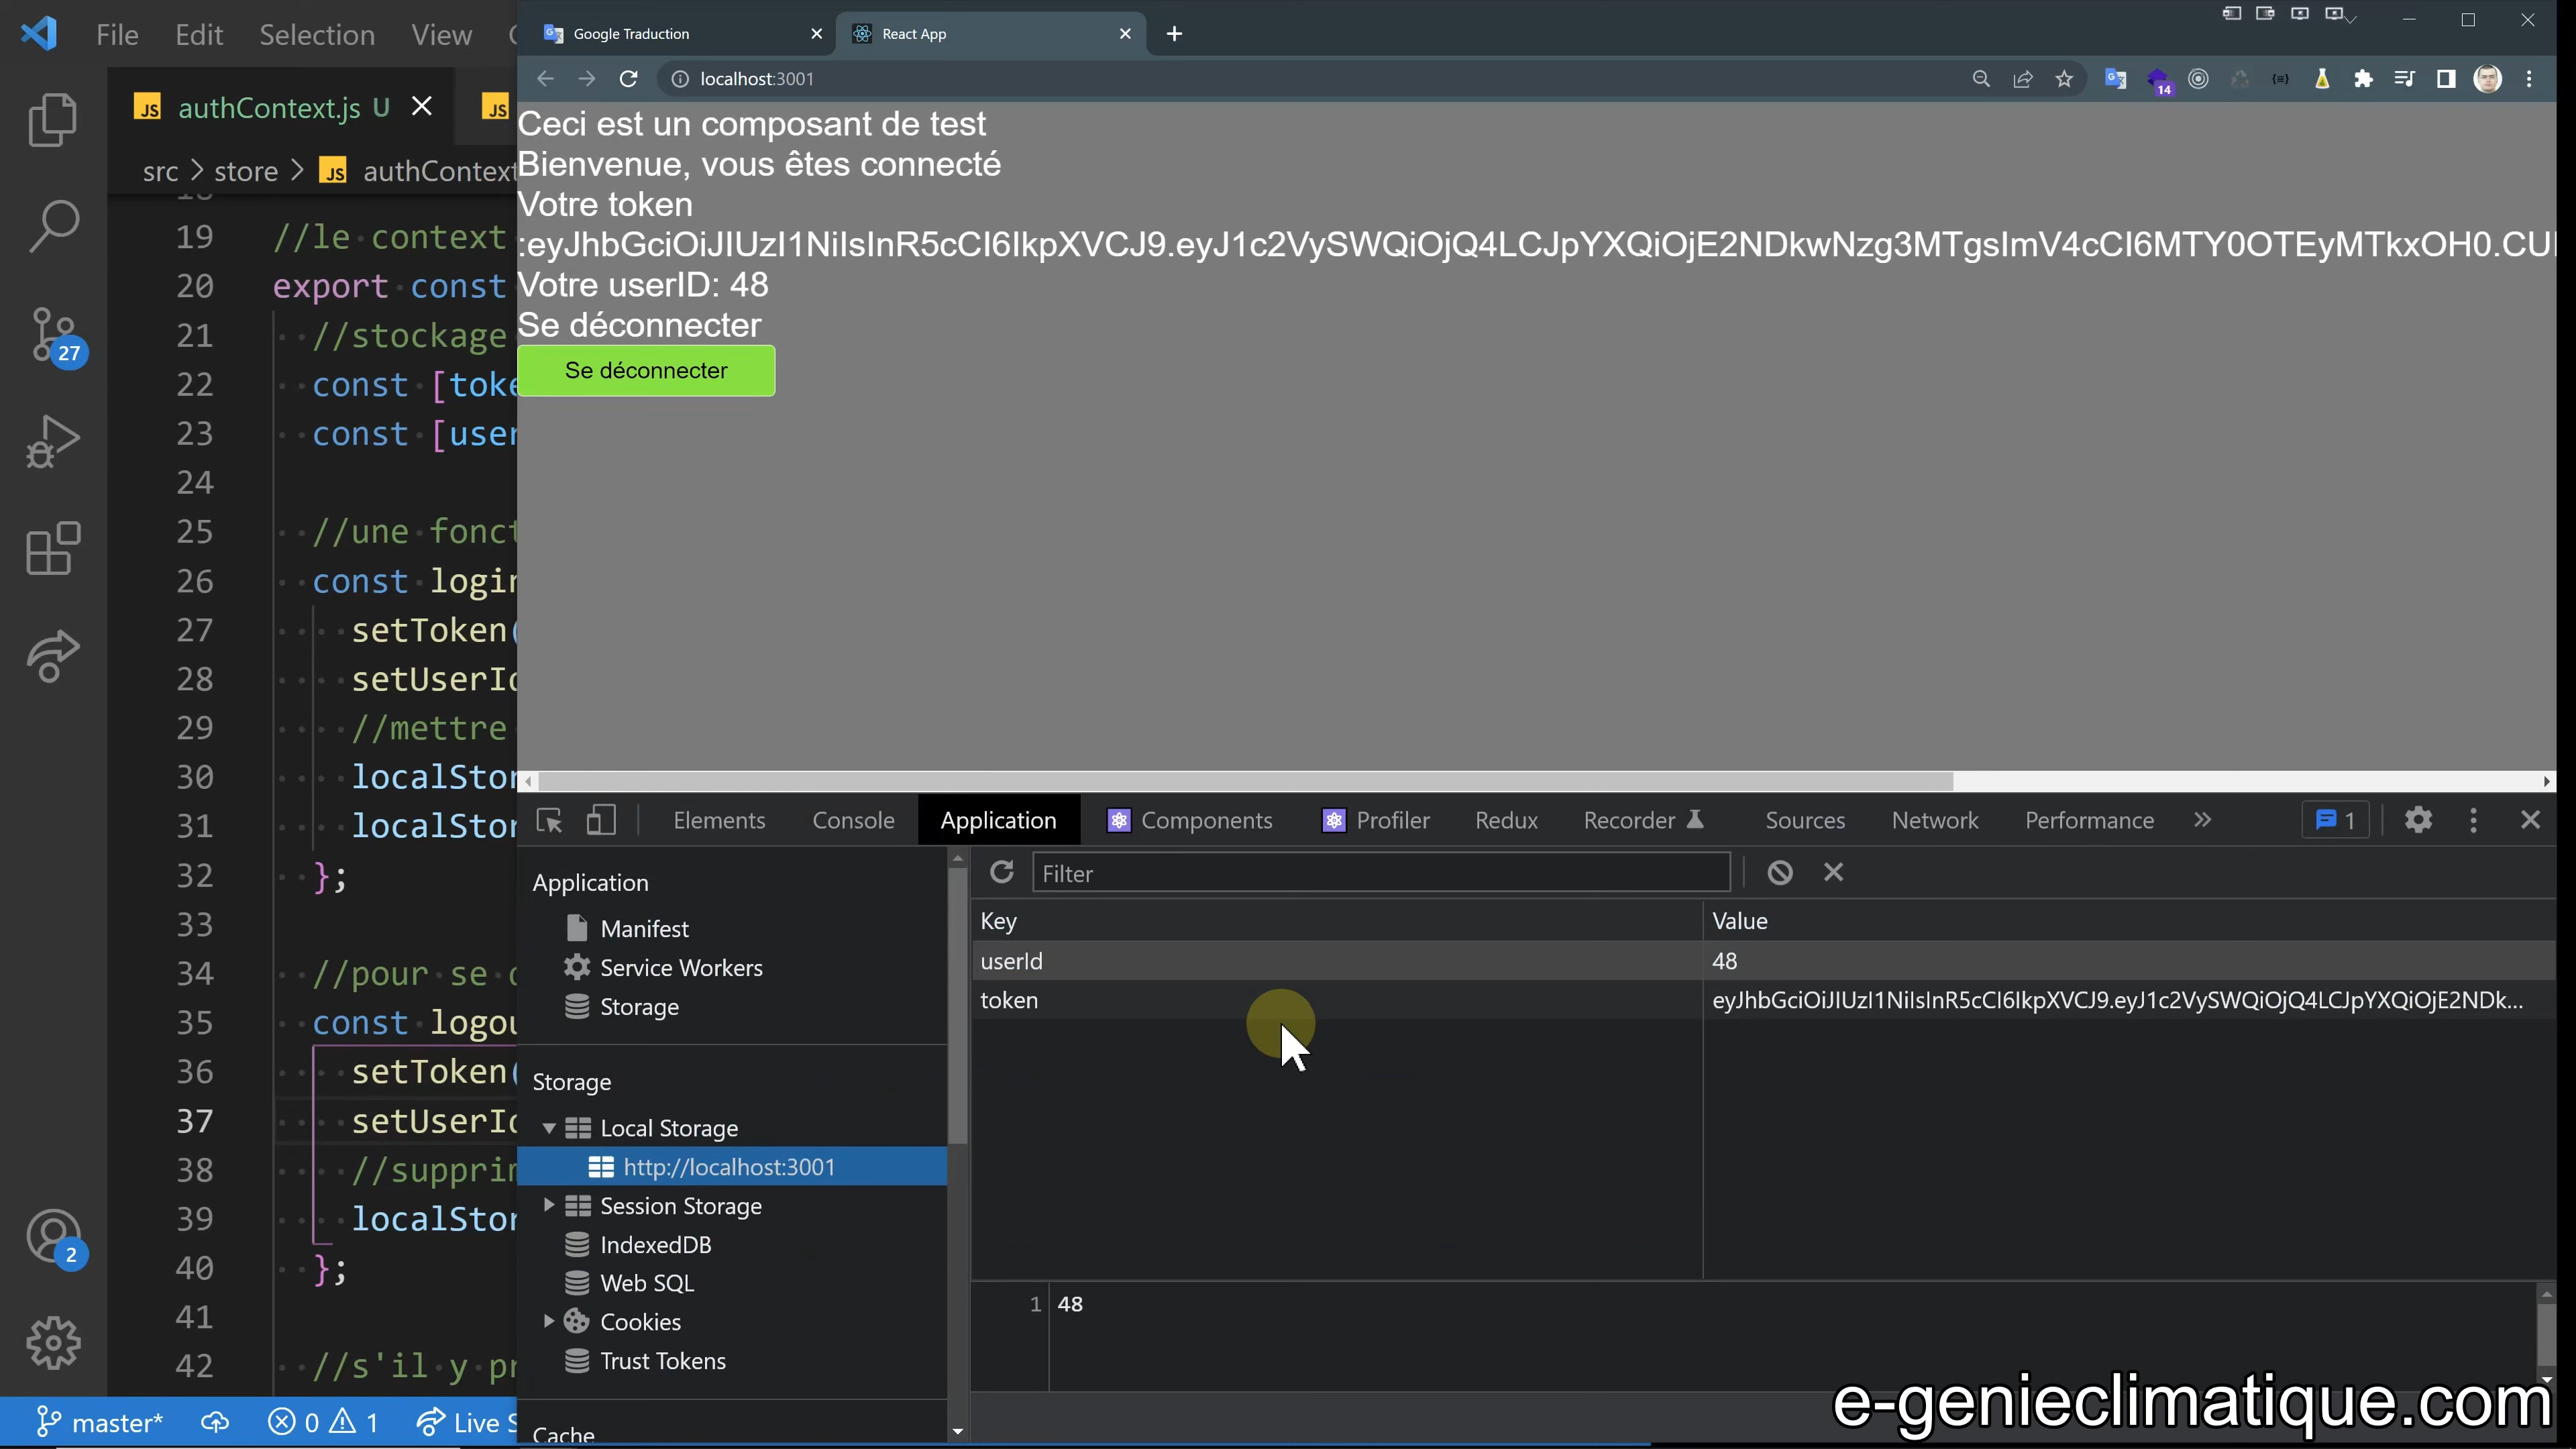 File Edit Selection View
authContext.js U
src > store > authContext
19 //le context
20 export const
21 //stockage
22 const [toke
23 const [user
24
25 //une fonct
26 const login
27 setToken(
28 setUserId
29 //mettre
30 localStor
31 localStor
32 };
33
34 //pour se
35 const logou
36 setToken(
37 setUserId
38 //supprim
39 localStor
40 };
41
42 //s'il y pr
27
2
master* 0 1 Live S
Google Traduction
React App
localhost:3001
14
Ceci est un composant de test
Bienvenue, vous êtes connecté
Votre token
:eyJhbGciOiJIUzI1NiIsInR5cCI6IkpXVCJ9.eyJ1c2VySWQiOjQ4LCJpYXQiOjE2NDkwNzg3MTgsImV4cCI6MTY0OTEyMTkxOH0.CU
Votre userID: 48
Se déconnecter
Se déconnecter
Elements Console Application Components Profiler Redux Recorder Sources Network Performance 1
Application
Manifest
Service Workers
Storage
Storage
Local Storage
http://localhost:3001
Session Storage
IndexedDB
Web SQL
Cookies
Trust Tokens
Cache
Filter
Key Value
userId 48
token eyJhbGciOiJIUzI1NiIsInR5cCI6IkpXVCJ9.eyJ1c2VySWQiOjQ4LCJpYXQiOjE2NDk...
1 48
e-genieclimatique.com